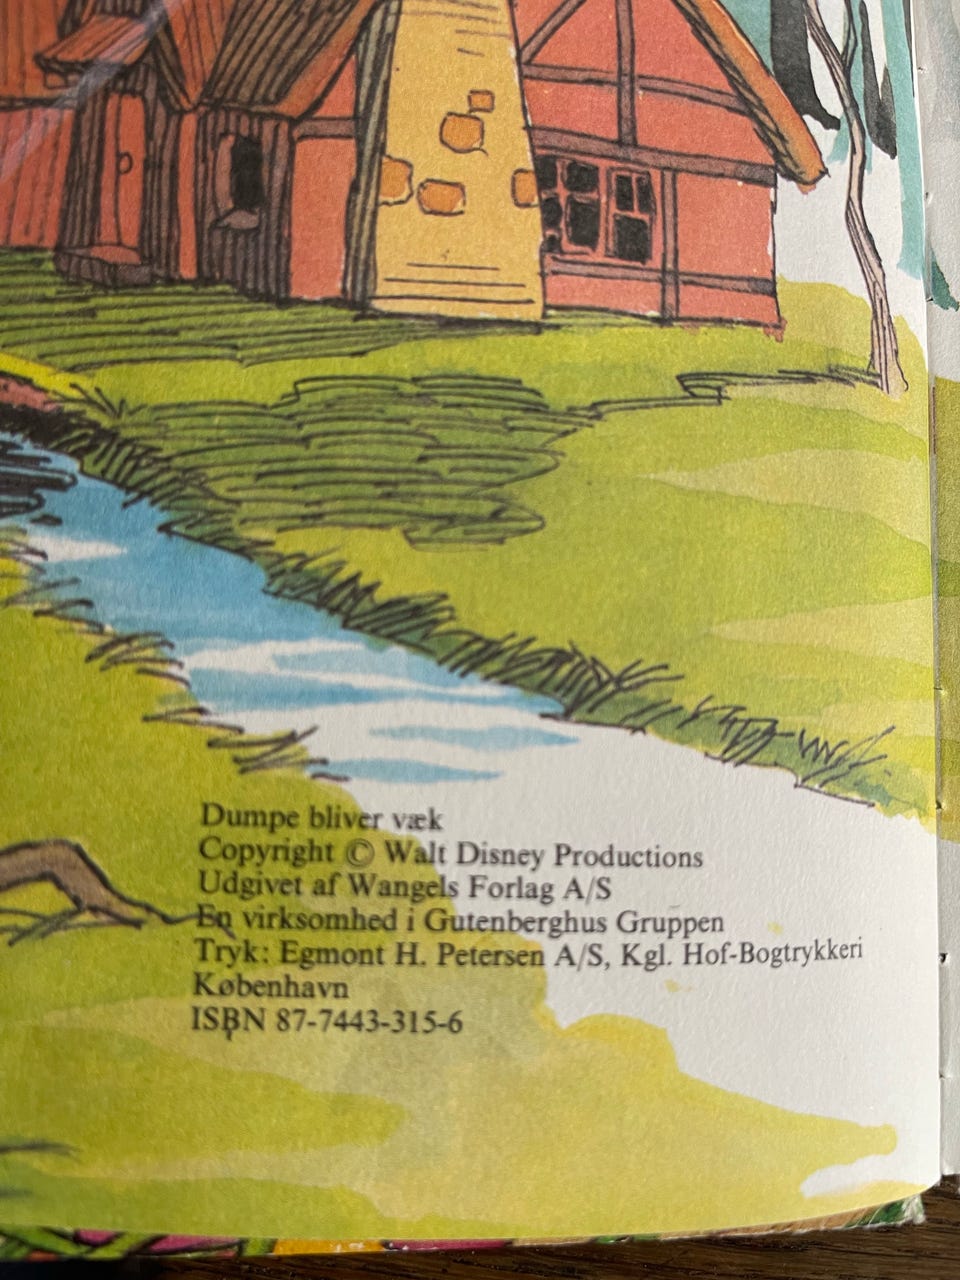 Dumpe bliver væk
Copyright © Walt Disney Productions
Udgivet af Wangels Forlag A/S
En virksomhed i Gutenberghus Gruppen
Tryk: Egmont H. Petersen A/S, Kgl. Hof-Bogtrykkeri
København
ISBN 87-7443-315-6